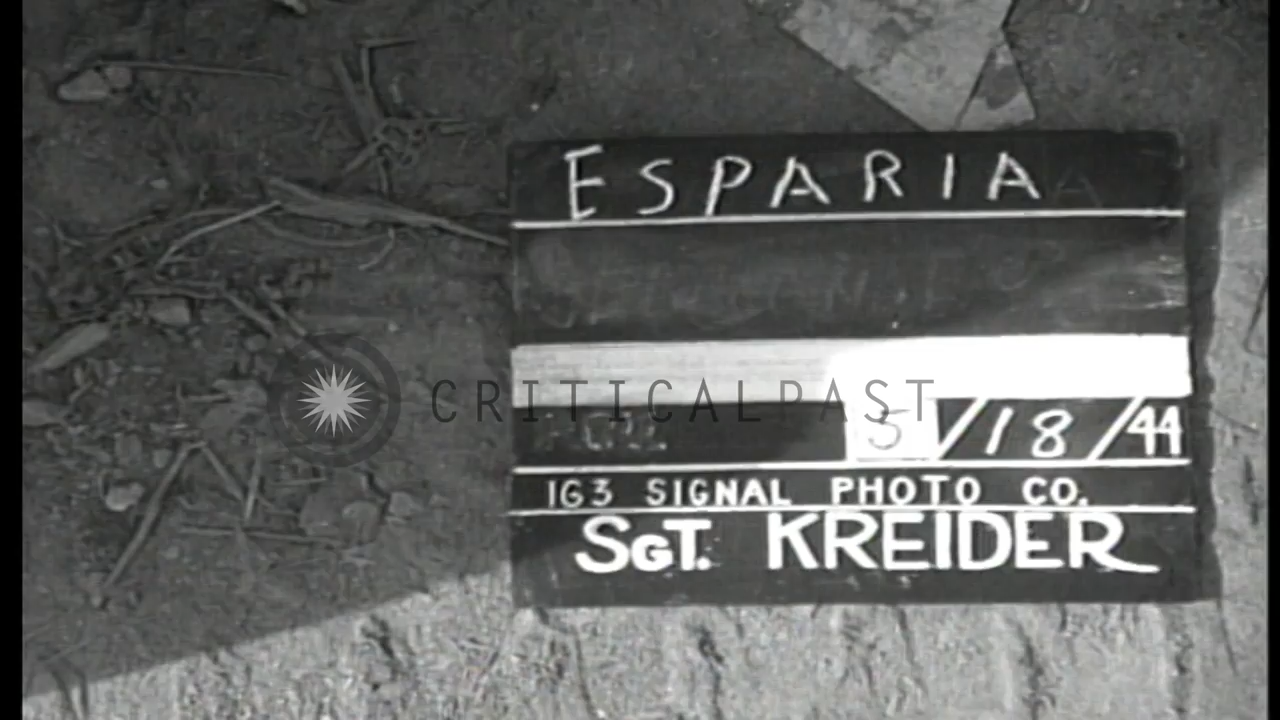 ESPARIA
CRITICALPAST
5/18/44
163 SIGNAL PHOTO CO.
SGT. KREIDER